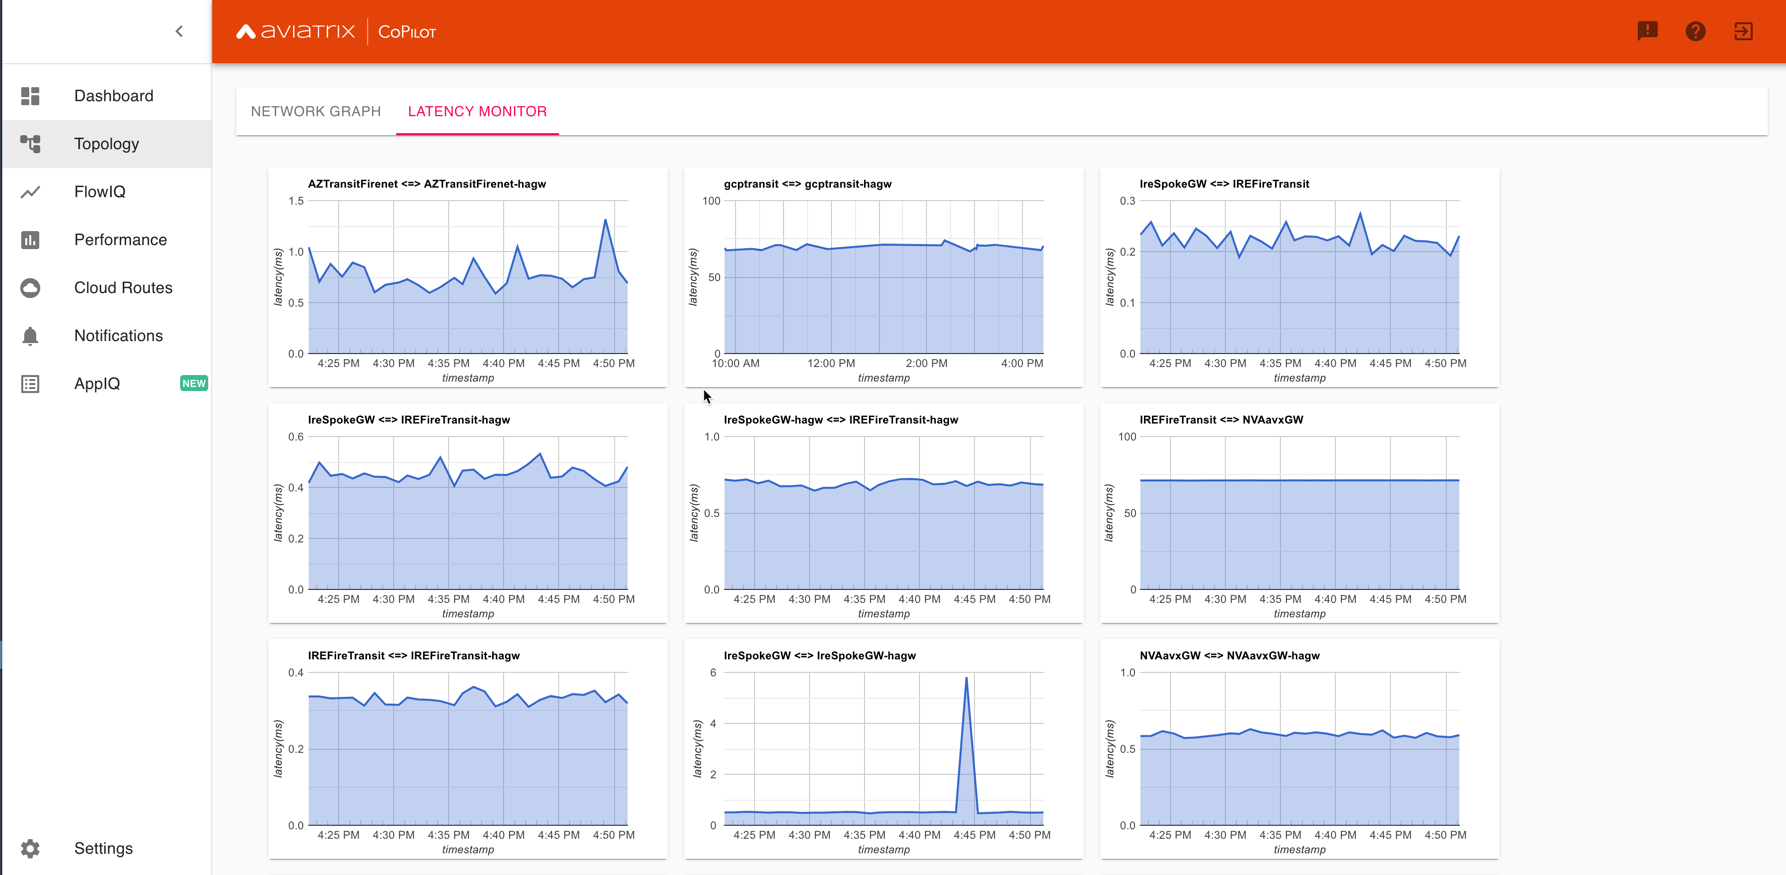 aviatrix CoPilot
Dashboard
Topology
FlowIQ
Performance
Cloud Routes
Notifications
AppIQ NEW
Settings
NETWORK GRAPH LATENCY MONITOR
AZTransitFirenet <=> AZTransitFirenet-hagw
1.5
1.0
0.5
0.0
latency(ms)
4:25 PM 4:30 PM 4:35 PM 4:40 PM 4:45 PM 4:50 PM
timestamp
gcptransit <=> gcptransit-hagw
100
50
0
latency(ms)
10:00 AM 12:00 PM 2:00 PM 4:00 PM
timestamp
IreSpokeGW <=> IREFireTransit
0.3
0.2
0.1
0.0
latency(ms)
4:25 PM 4:30 PM 4:35 PM 4:40 PM 4:45 PM 4:50 PM
timestamp
IreSpokeGW <=> IREFireTransit-hagw
0.6
0.4
0.2
0.0
latency(ms)
4:25 PM 4:30 PM 4:35 PM 4:40 PM 4:45 PM 4:50 PM
timestamp
IreSpokeGW-hagw <=> IREFireTransit-hagw
1.0
0.5
0.0
latency(ms)
4:25 PM 4:30 PM 4:35 PM 4:40 PM 4:45 PM 4:50 PM
timestamp
IREFireTransit <=> NVAavxGW
100
50
0
latency(ms)
4:25 PM 4:30 PM 4:35 PM 4:40 PM 4:45 PM 4:50 PM
timestamp
IREFireTransit <=> IREFireTransit-hagw
0.4
0.2
0.0
latency(ms)
4:25 PM 4:30 PM 4:35 PM 4:40 PM 4:45 PM 4:50 PM
timestamp
IreSpokeGW <=> IreSpokeGW-hagw
6
4
2
0
latency(ms)
4:25 PM 4:30 PM 4:35 PM 4:40 PM 4:45 PM 4:50 PM
timestamp
NVAavxGW <=> NVAavxGW-hagw
1.0
0.5
0.0
latency(ms)
4:25 PM 4:30 PM 4:35 PM 4:40 PM 4:45 PM 4:50 PM
timestamp